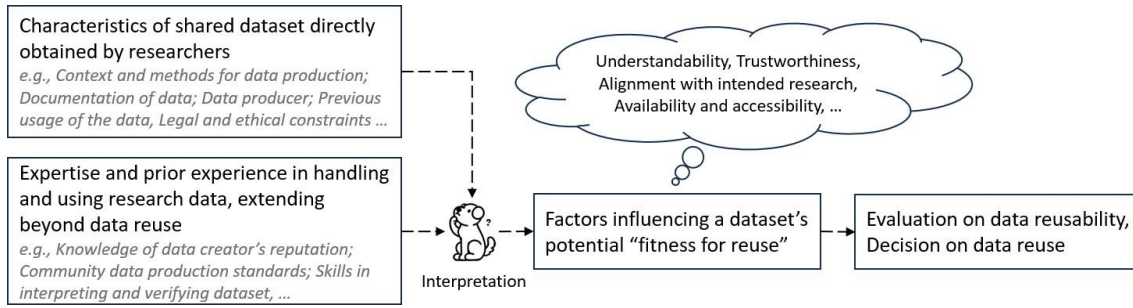 Characteristics of shared dataset directly
obtained by researchers
e.g., Context and methods for data production;
Documentation of data; Data producer; Previous
usage of the data, Legal and ethical constraints ...
Understandability, Trustworthiness,
Alignment with intended research,
Availability and accessibility, ...
Expertise and prior experience in handling
and using research data, extending
beyond data reuse
e.g., Knowledge of data creator's reputation;
Community data production standards; Skills in
interpreting and verifying dataset, ...
?
Interpretation
Factors influencing a dataset's
potential "fitness for reuse"
Evaluation on data reusability,
Decision on data reuse